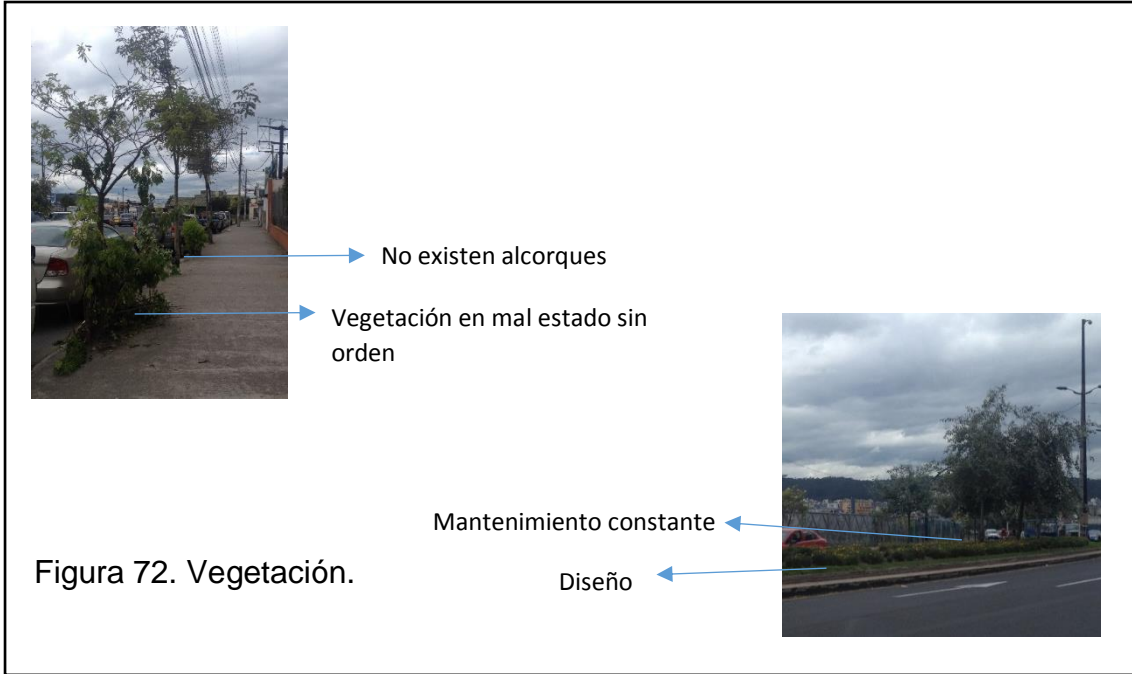 No existen alcorques
Vegetación en mal estado sin
orden
Mantenimiento constante
Diseño
Figura 72. Vegetación.